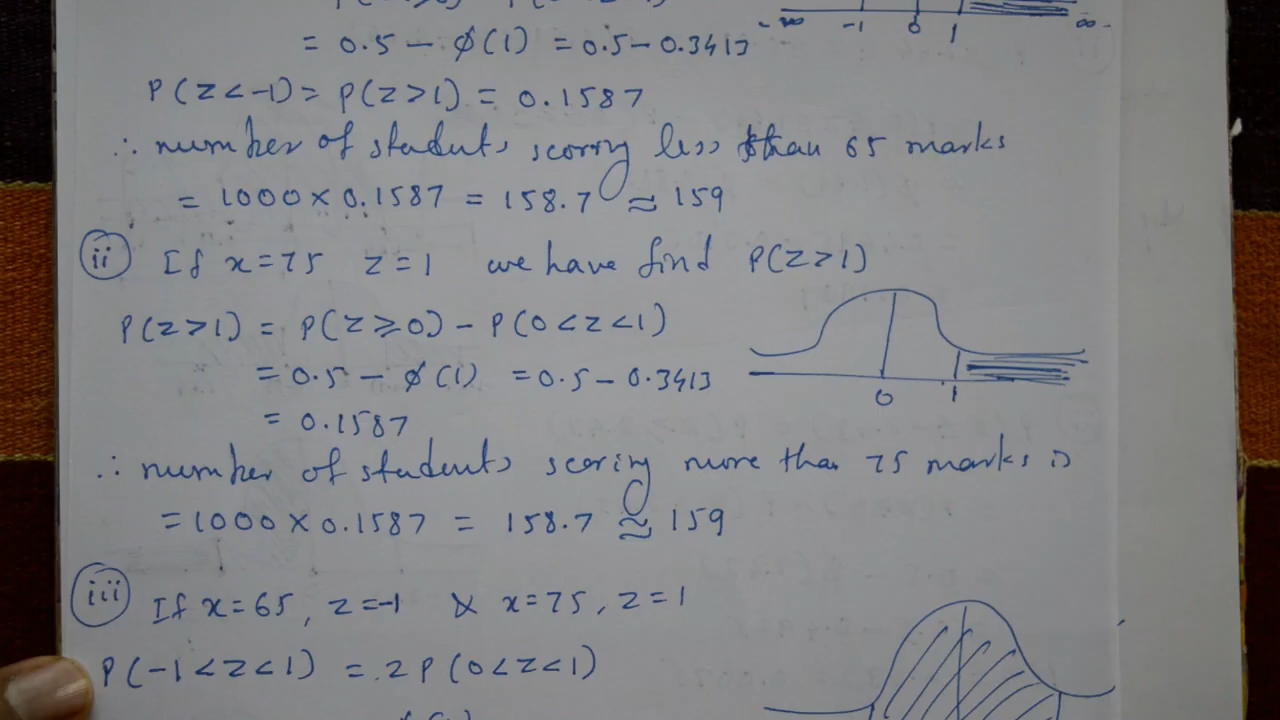 -∞ -1 0 1 ∞
= 0.5 - φ(1) = 0.5 - 0.3413
P(Z<-1) = P(Z>1) = 0.1587
∴ number of students scorring less than 65 marks
= 1000 × 0.1587 = 158.7 ≈ 159
ii If x=75 z=1 we have find P(Z>1)
P(Z>1) = P(Z≥0) - P(0<Z<1)
= 0.5 - φ(1) = 0.5 - 0.3413
0 1
= 0.1587
∴ number of students scoring more than 75 marks is
= 1000 × 0.1587 = 158.7 ≈ 159
iii If x=65, z=-1 & x=75, z=1
P(-1<Z<1) = 2P(0<Z<1)